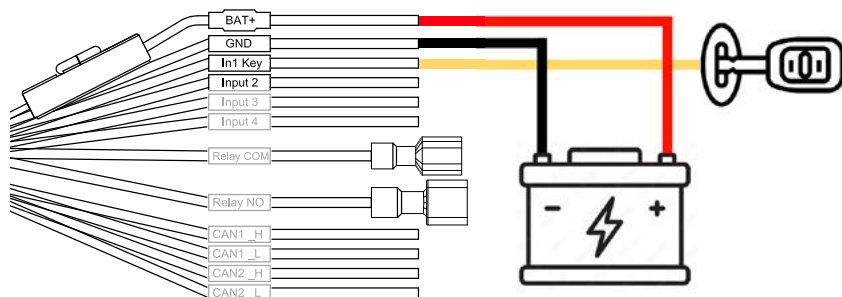 BAT+
GND
In1 Key
Input 2
Input 3
Input 4
Relay COM
Relay NO
CAN1 _H
CAN1 _L
CAN2 _H
CAN2 _L
- +